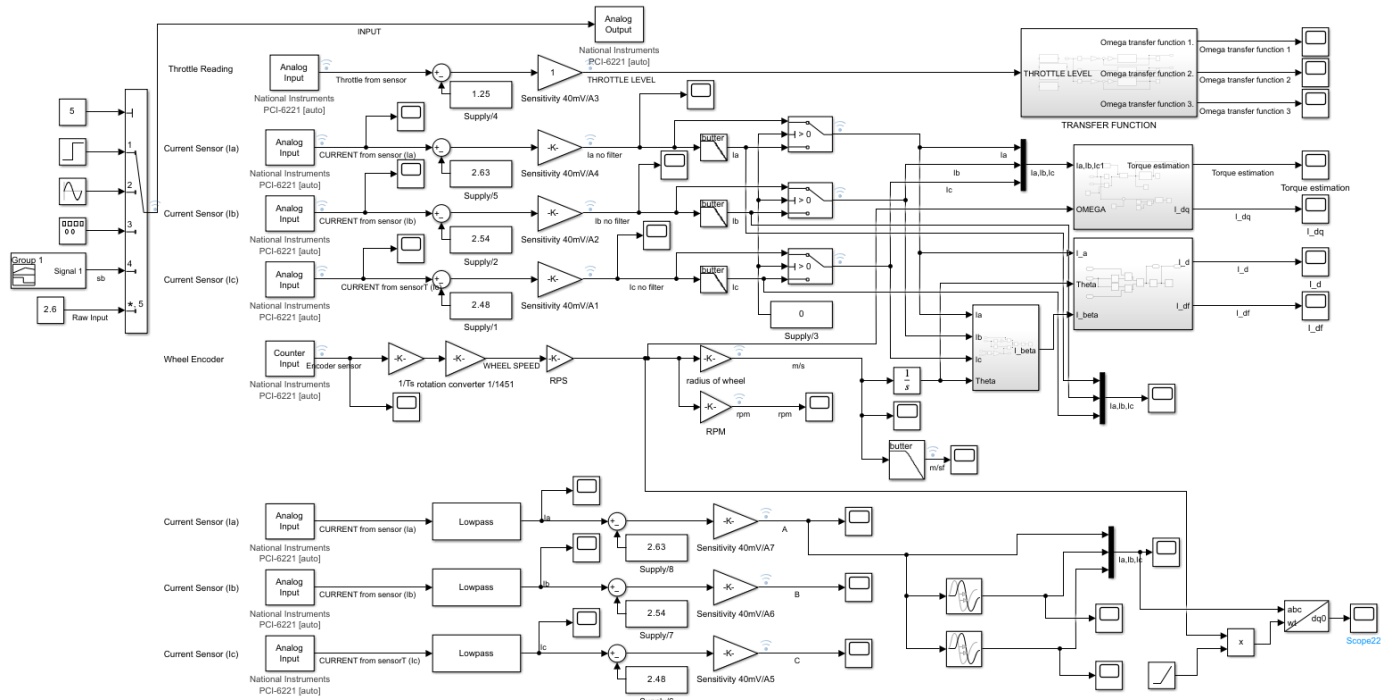 Analog
Output
INPUT
National Instruments
PCI-6221 [auto]
Throttle Reading
Analog
Input
Throttle from sensor
National Instruments
PCI-6221 [auto]
1.25
Supply/4
1
Sensitivity 40mV/A3
THROTTLE LEVEL
THROTTLE LEVEL
Omega transfer function 1.
Omega transfer function 2.
Omega transfer function 3.
Omega transfer function 1
Omega transfer function 2
Omega transfer function 3
TRANSFER FUNCTION
5
1
2
3
4
*, 5
Group 1
Signal 1
sb
2.6
Raw Input
Current Sensor (Ia)
Analog
Input
CURRENT from sensor (Ia)
National Instruments
PCI-6221 [auto]
2.63
Supply/5
-K-
Sensitivity 40mV/A4
Ia no filter
butter
Ia
> 0
Current Sensor (Ib)
Analog
Input
CURRENT from sensor (Ib)
National Instruments
PCI-6221 [auto]
2.54
Supply/2
-K-
Sensitivity 40mV/A2
Ib no filter
butter
Ib
> 0
Current Sensor (Ic)
Analog
Input
CURRENT from sensorT (Ic)
National Instruments
PCI-6221 [auto]
2.48
Supply/1
-K-
Sensitivity 40mV/A1
Ic no filter
butter
Ic
> 0
0
Supply/3
Ia
Ib
Ic
Ia,Ib,Ic
Ia,Ib,Ic1
OMEGA
Torque estimation
I_dq
Torque estimation
Torque estimation
I_dq
I_dq
I_a
Theta
I_beta
I_d
I_df
I_d
I_d
I_df
I_df
Ia
Ib
Ic
Theta
I_beta
Wheel Encoder
Counter
Input
Encoder sensor
National Instruments
PCI-6221 [auto]
-K-
1/Ts
-K-
rotation converter 1/1451
WHEEL SPEED
-K-
RPS
-K-
radius of wheel
m/s
-K-
RPM
rpm
rpm
1
s
butter
m/sf
Ia,Ib,Ic
Current Sensor (Ia)
Analog
Input
CURRENT from sensor (Ia)
National Instruments
PCI-6221 [auto]
Lowpass
Ia
2.63
Supply/8
-K-
Sensitivity 40mV/A7
A
Current Sensor (Ib)
Analog
Input
CURRENT from sensor (Ib)
National Instruments
PCI-6221 [auto]
Lowpass
Ib
2.54
Supply/7
-K-
Sensitivity 40mV/A6
B
Current Sensor (Ic)
Analog
Input
CURRENT from sensorT (Ic)
National Instruments
PCI-6221 [auto]
Lowpass
Ic
2.48
-K-
Sensitivity 40mV/A5
C
Ia,Ib,Ic
x
abc
wt
dq0
Scope22